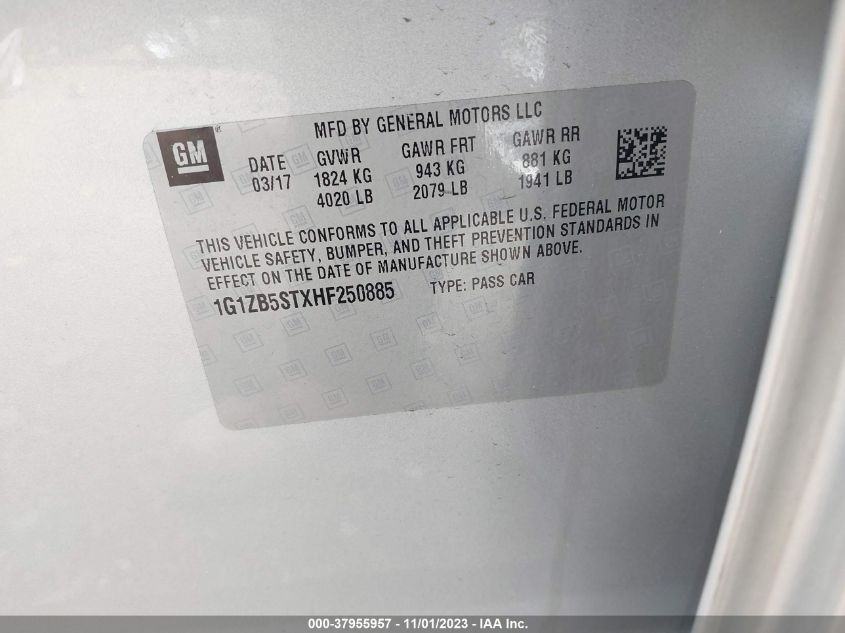 GM ®
MFD BY GENERAL MOTORS LLC
DATE GVWR GAWR FRT GAWR RR
03/17 1824 KG 943 KG 881 KG
4020 LB 2079 LB 1941 LB
THIS VEHICLE CONFORMS TO ALL APPLICABLE U.S. FEDERAL MOTOR
VEHICLE SAFETY, BUMPER, AND THEFT PREVENTION STANDARDS IN
EFFECT ON THE DATE OF MANUFACTURE SHOWN ABOVE.
1G1ZB5STXHF250885 TYPE: PASS CAR
000-37955957 - 11/01/2023 - IAA Inc.